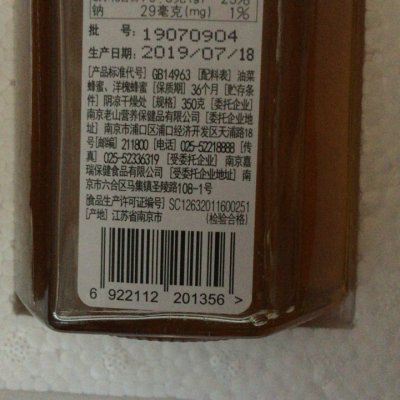 钠 29毫克(mg) 1%
批 号: 19070904
生产日期: 2019/07/18
[产品标准代号] GB14963 [配料表] 油菜
蜂蜜、洋槐蜂蜜 [保质期] 36个月 [贮存条
件] 阴凉干燥处 [规格] 350克 [委托企业]
南京老山营养保健品有限公司 [委托企业地
址] 南京市浦口区浦口经济开发区天浦路18
号[邮编] 211800 [电话] 025-52218888 [传
真] 025-52336319 [受委托企业] 南京嘉
瑞保健食品有限公司 [受委托企业地址] 南
京市六合区马集镇圣陵路108-1号
[食品生产许可证编号] SC12632011600251
[产地] 江苏省南京市 (检验合格)
6 922112 201356 >